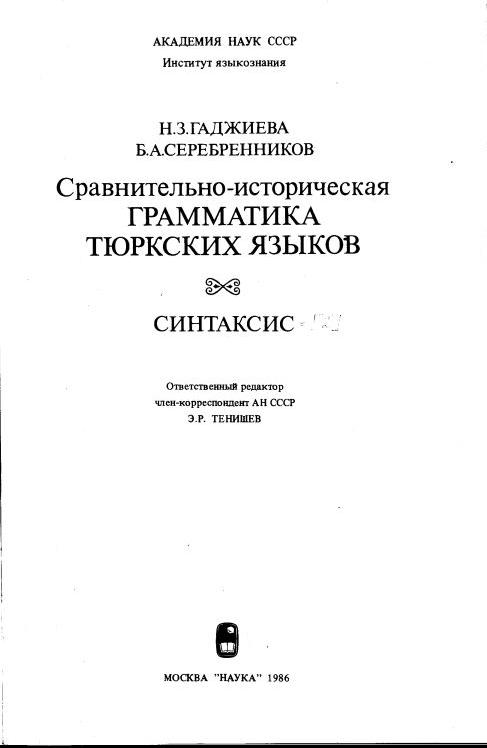 АКАДЕМИЯ НАУК СССР
Институт языкознания
Н.З.ГАДЖИЕВА
Б.А.СЕРЕБРЕННИКОВ
Сравнительно-историческая
ГРАММАТИКА
ТЮРКСКИХ ЯЗЫКОВ
СИНТАКСИС
Ответственный редактор
член-корреспондент АН СССР
Э.Р. ТЕНИШЕВ
МОСКВА "НАУКА" 1986